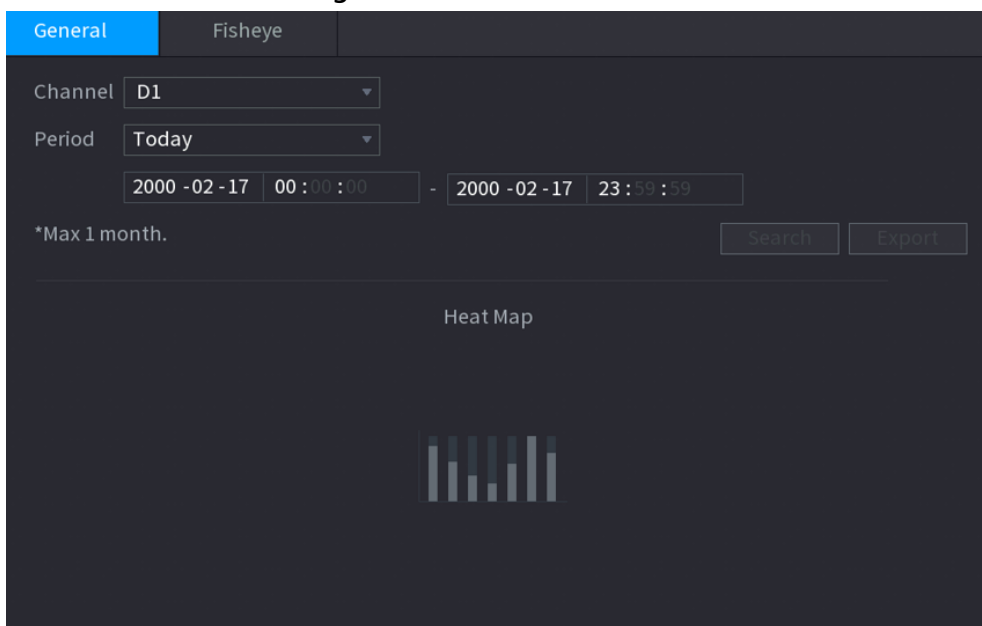 General Fisheye
Channel D1
Period Today
2000 -02 -17 00 :00 :00 - 2000 -02 -17 23 :59 :59
*Max 1 month. Search Export
Heat Map